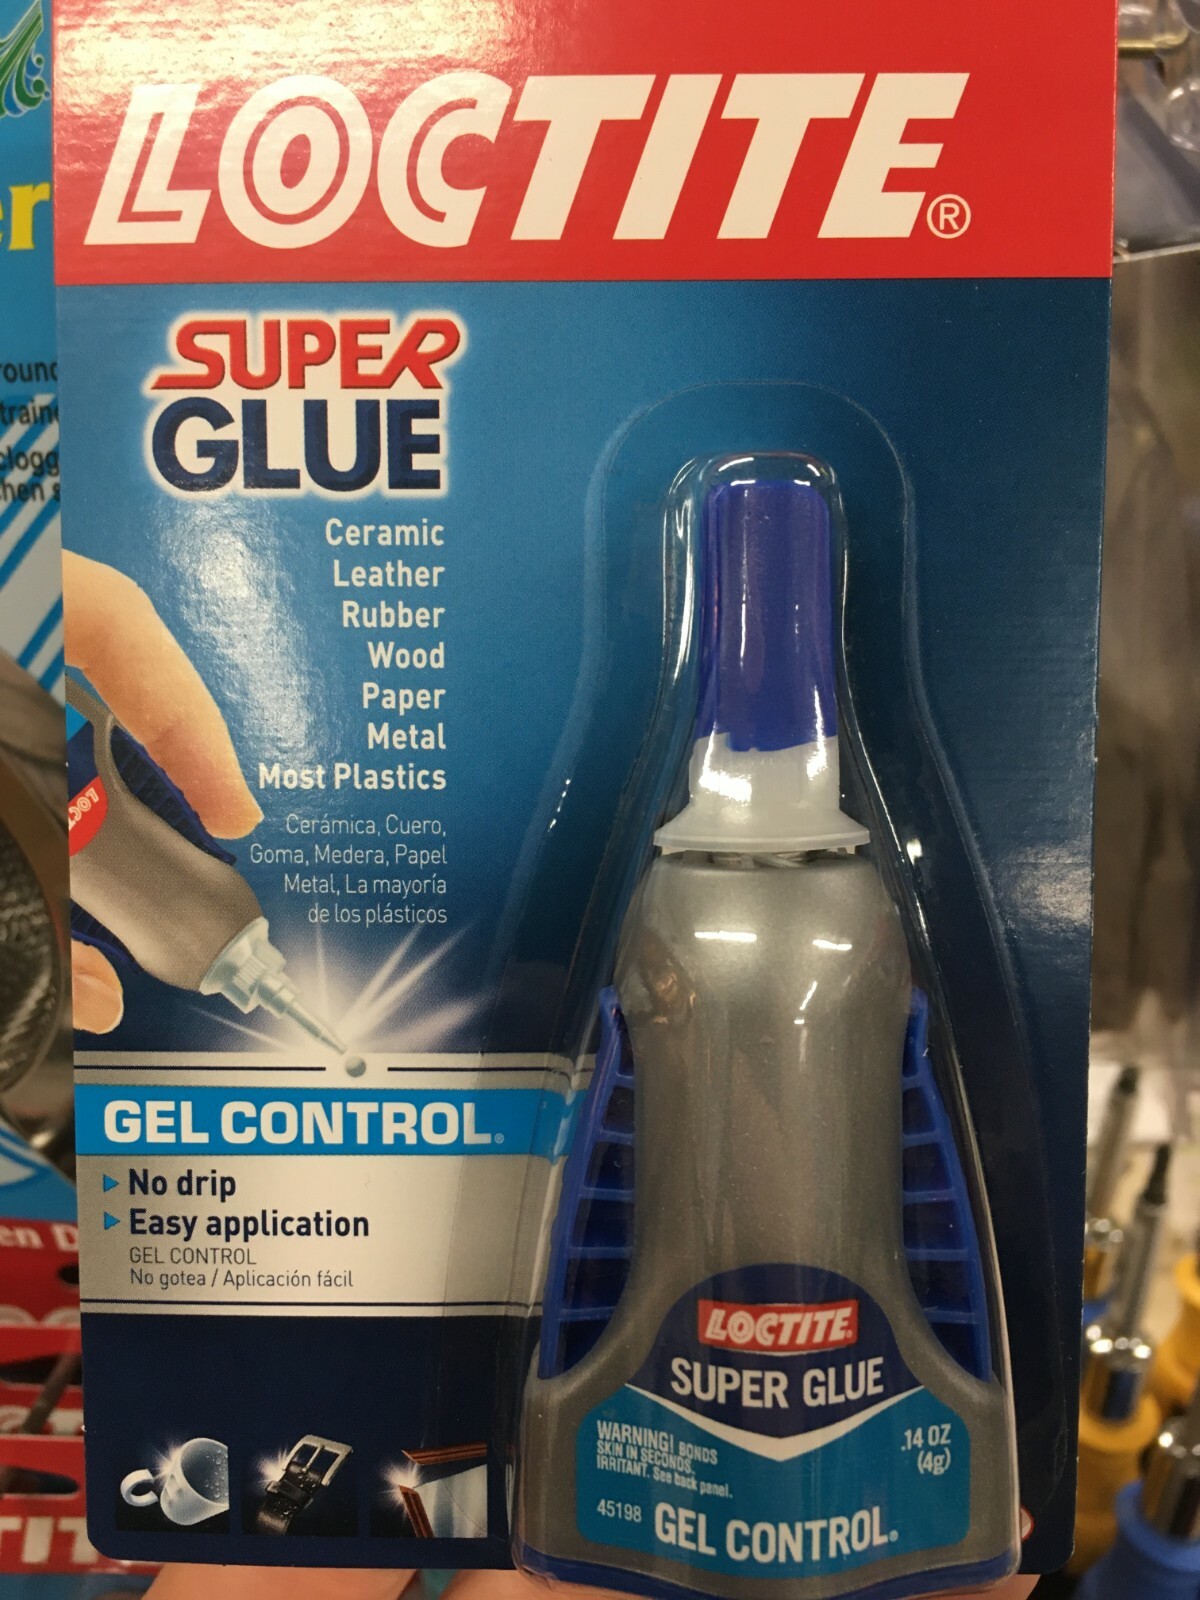 LOCTITE®
SUPER
GLUE
Ceramic
Leather
Rubber
Wood
Paper
Metal
Most Plastics
Cerámica, Cuero,
Goma, Medera, Papel
Metal, La mayoría
de los plásticos
GEL CONTROL®
No drip
Easy application
GEL CONTROL
No gotea / Aplicación fácil
LOCTITE®
SUPER GLUE
WARNING! BONDS
SKIN IN SECONDS.
IRRITANT. See back panel.
.14 OZ
(4g)
45198
GEL CONTROL®